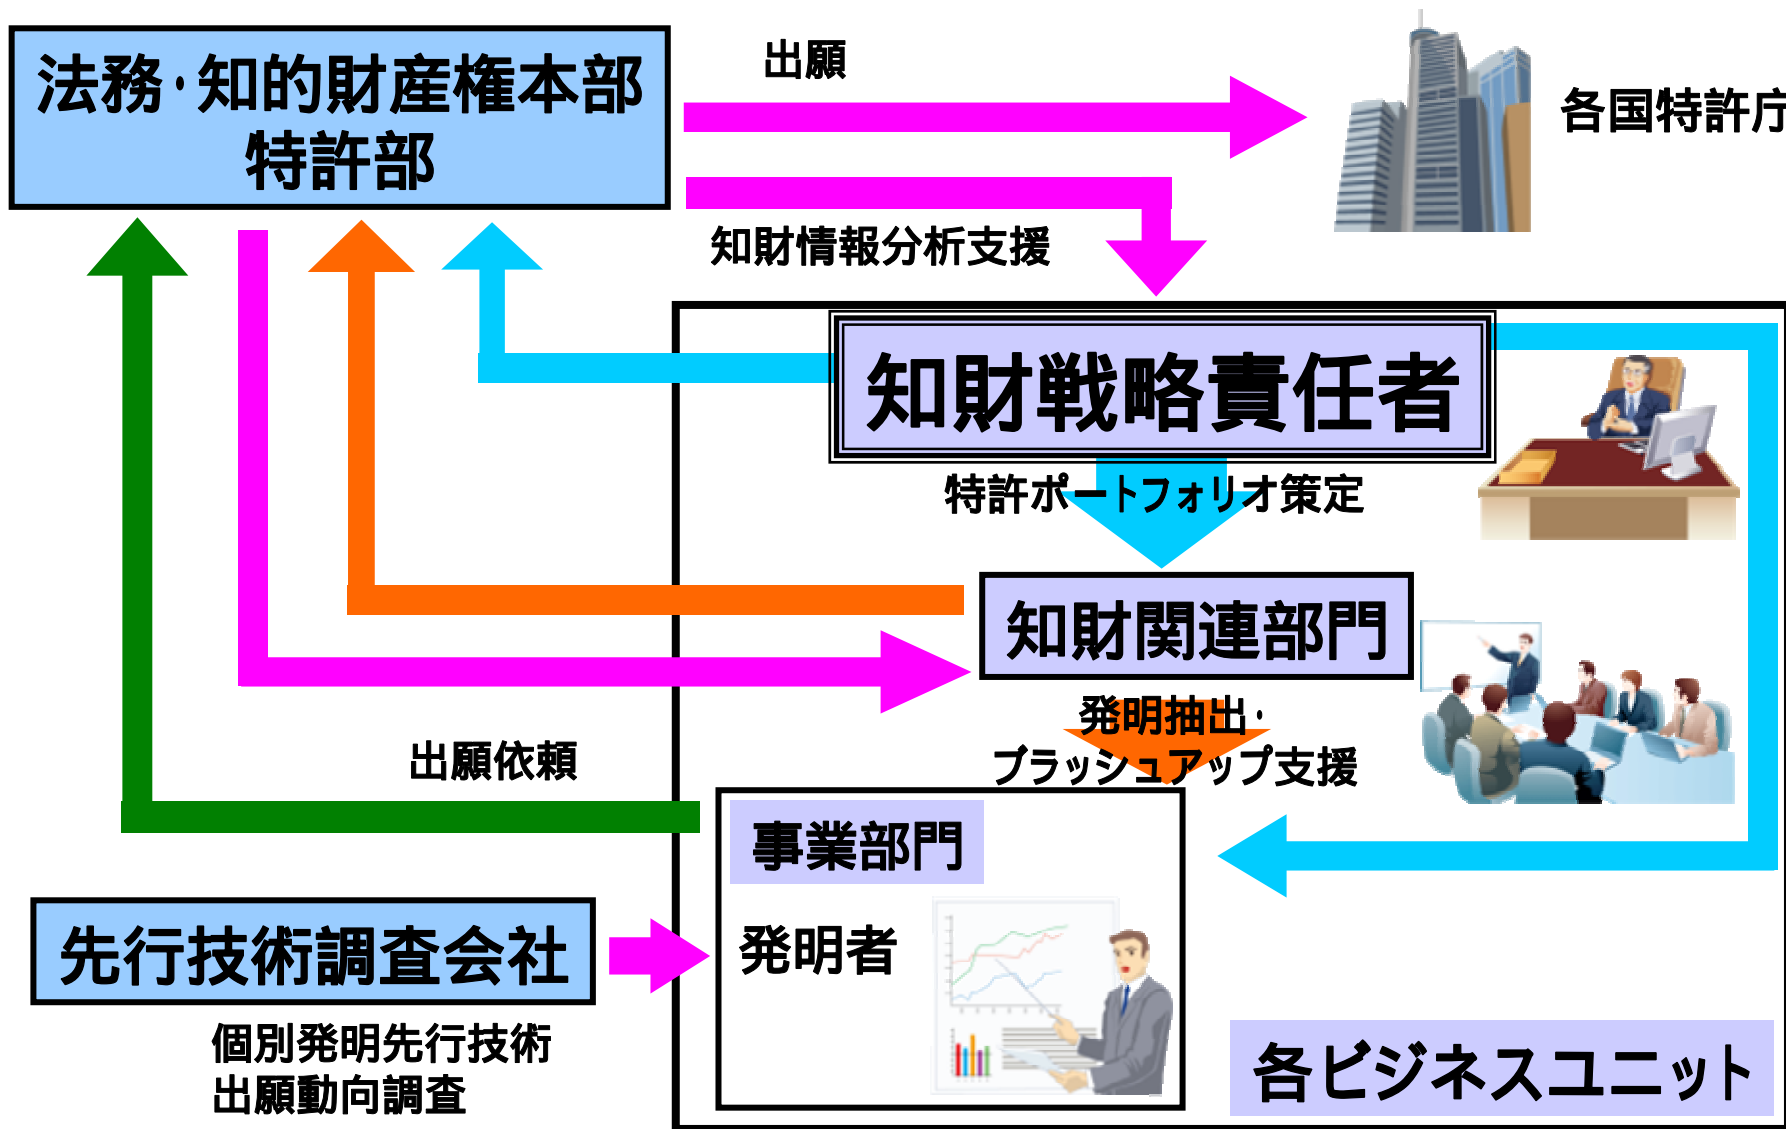 法務・知的財産権本部
特許部
出願
各国特許庁
知財情報分析支援
知財戦略責任者
特許ポートフォリオ策定
知財関連部門
発明抽出・
ブラッシュアップ支援
出願依頼
事業部門
発明者
先行技術調査会社
個別発明先行技術
出願動向調査
各ビジネスユニット